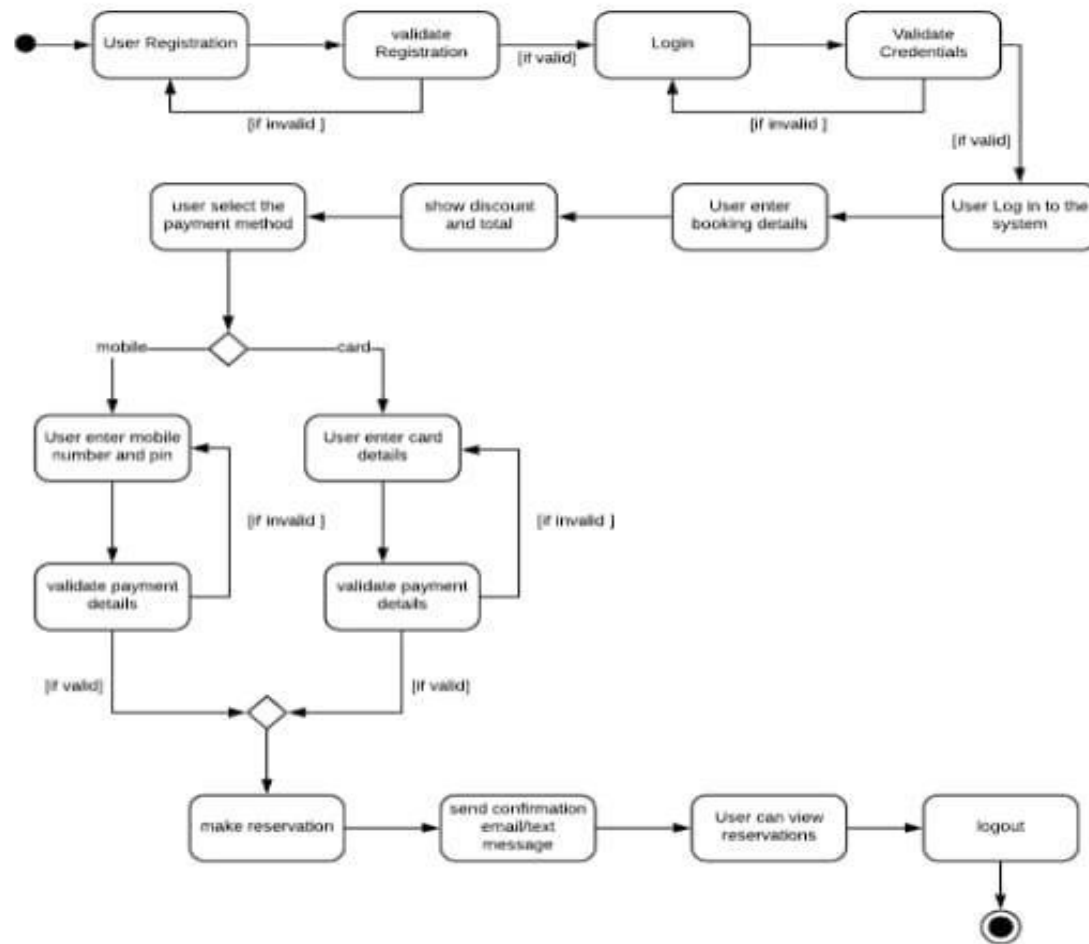 User Registration
validate
Registration
[if valid]
Login
Validate
Credentials
[if invalid ]
[if invalid ]
[if valid]
user select the
payment method
show discount
and total
User enter
booking details
User Log in to the
system
mobile
card
User enter mobile
number and pin
User enter card
details
[if invalid ]
[if invalid ]
validate payment
details
validate payment
details
[if valid]
[if valid]
make reservation
send confirmation
email/text
message
User can view
reservations
logout